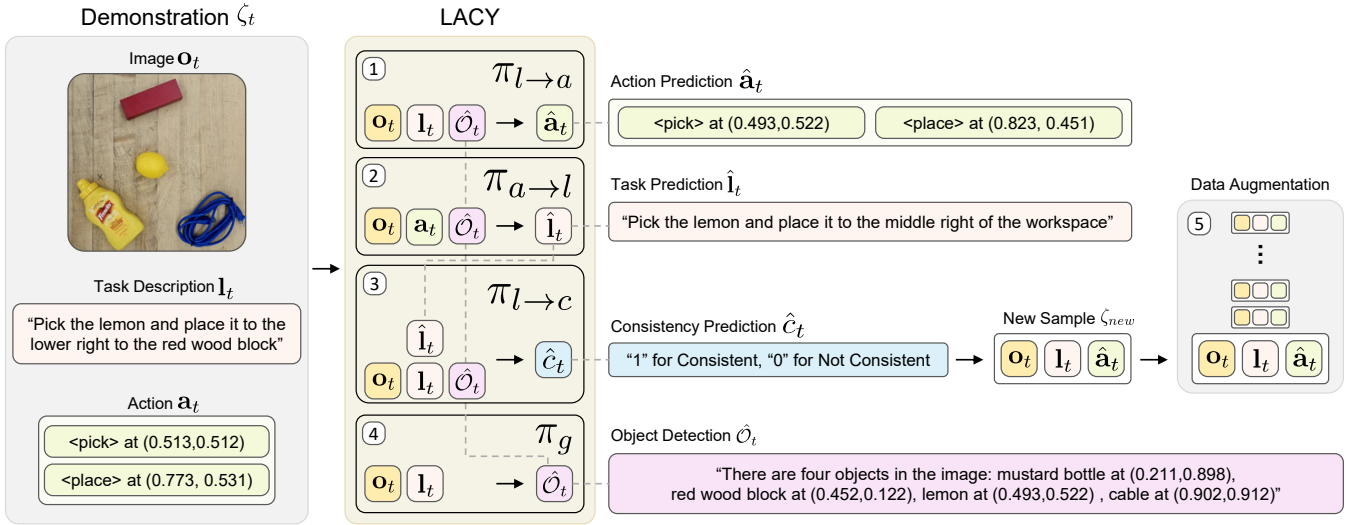 Demonstration ζt
Image ot
Task Description lt
“Pick the lemon and place it to the
lower right to the red wood block”
Action at
<pick> at (0.513,0.512)
<place> at (0.773, 0.531)
LACY
1
πl→a
ot lt Ôt → ât
2
πa→l
ot at Ôt → l̂t
3
πl→c
l̂t
ot lt Ôt → ĉt
4
πg
ot lt → Ôt
Action Prediction ât
<pick> at (0.493,0.522)
<place> at (0.823, 0.451)
Task Prediction l̂t
“Pick the lemon and place it to the middle right of the workspace”
Consistency Prediction ĉt
“1” for Consistent, “0” for Not Consistent
New Sample ζnew
ot lt ât
Data Augmentation
5
⋮
ot lt ât
Object Detection Ôt
“There are four objects in the image: mustard bottle at (0.211,0.898),
red wood block at (0.452,0.122), lemon at (0.493,0.522) , cable at (0.902,0.912)”